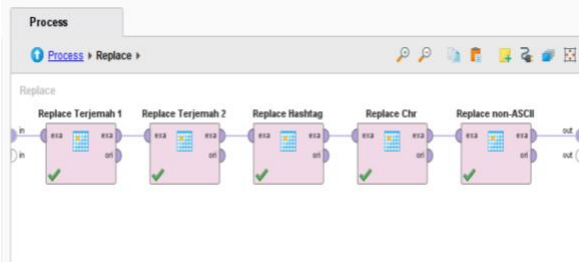 Process
Process ▸ Replace ▸
Replace
Replace Terjemah 1 Replace Terjemah 2 Replace Hashtag Replace Chr Replace non-ASCII
in exa exa exa exa exa exa exa exa exa exa out
in ori ori ori ori ori out